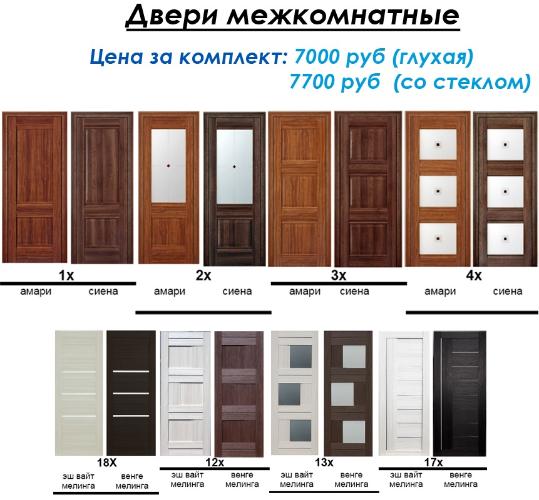 Двери межкомнатные
Цена за комплект: 7000 руб (глухая)
7700 руб (со стеклом)
1x 2x 3x 4x
амари сиена амари сиена амари сиена амари сиена
18X 12x 13x 17x
эш вайт венге эш вайт венге эш вайт венге эш вайт венге
мелинга мелинга мелинга мелинга мелинга мелинга мелинга мелинга